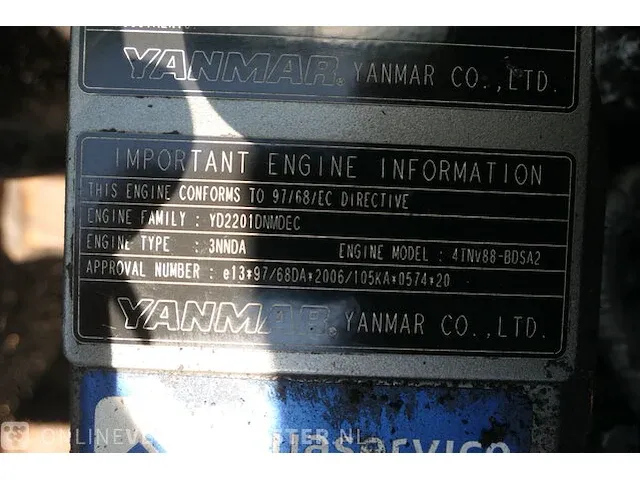 YANMAR® YANMAR CO.,LTD.
IMPORTANT ENGINE INFORMATION
THIS ENGINE CONFORMS TO 97/68/EC DIRECTIVE
ENGINE FAMILY : YD2201DNMDEC
ENGINE TYPE : 3NNDA ENGINE MODEL : 4TNV88-BDSA2
APPROVAL NUMBER : e13*97/68DA*2006/105KA*0574*20
YANMAR® YANMAR CO.,LTD.